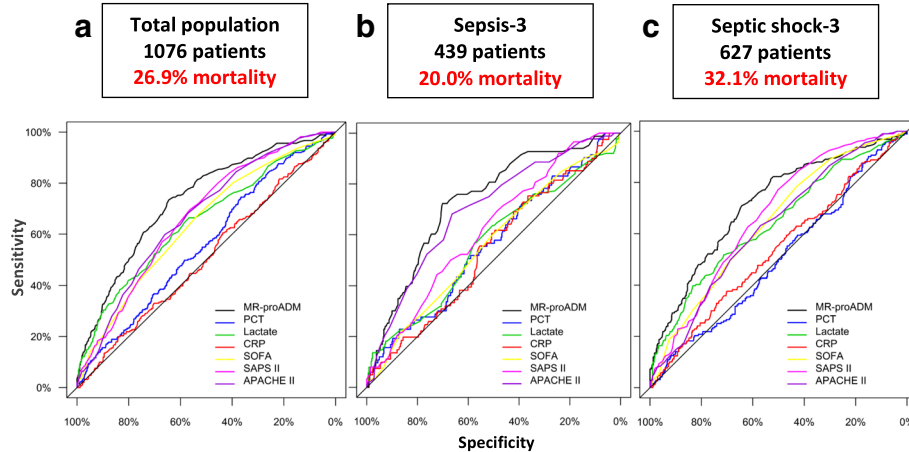 a
Total population
1076 patients
26.9% mortality
b
Sepsis-3
439 patients
20.0% mortality
c
Septic shock-3
627 patients
32.1% mortality
Sensitivity
100%
80%
60%
40%
20%
0%
MR-proADM
PCT
Lactate
CRP
SOFA
SAPS II
APACHE II
100% 80% 60% 40% 20% 0%
100%
80%
60%
40%
20%
0%
MR-proADM
PCT
Lactate
CRP
SOFA
SAPS II
APACHE II
100% 80% 60% 40% 20% 0%
100%
80%
60%
40%
20%
0%
MR-proADM
PCT
Lactate
CRP
SOFA
SAPS II
APACHE II
100% 80% 60% 40% 20% 0%
Specificity